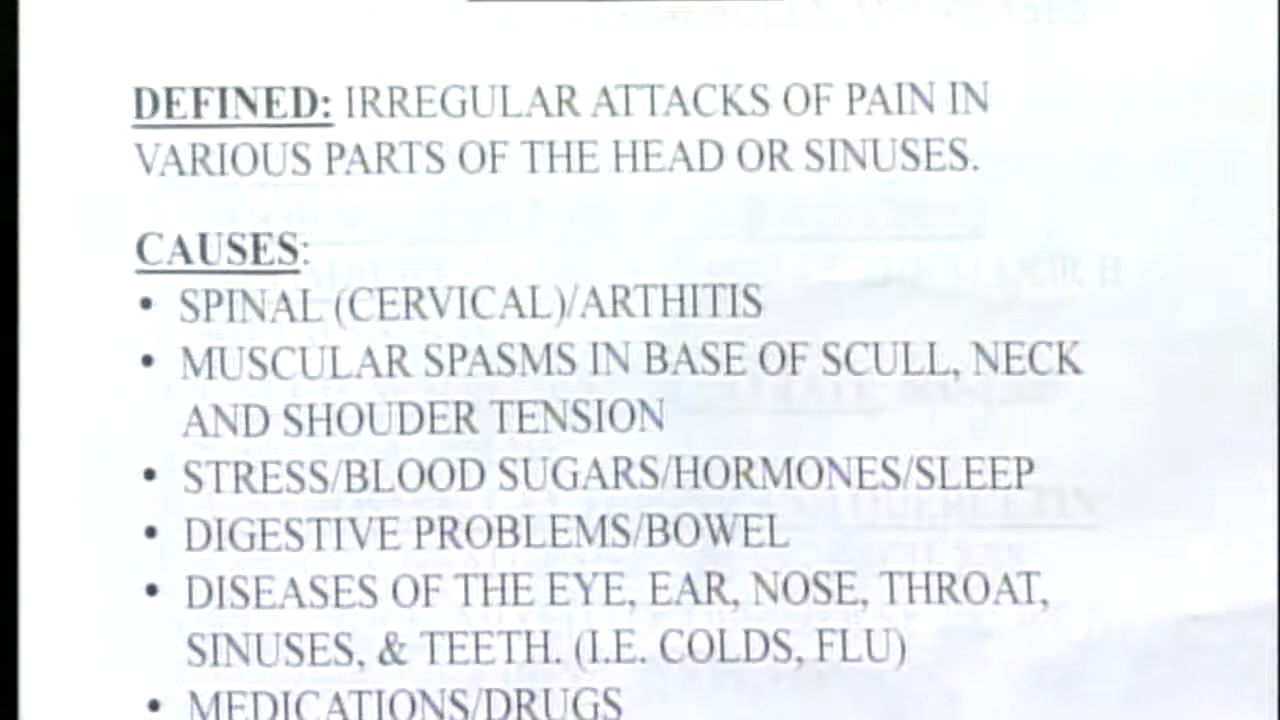 DEFINED: IRREGULAR ATTACKS OF PAIN IN
VARIOUS PARTS OF THE HEAD OR SINUSES.
CAUSES:
• SPINAL (CERVICAL)/ARTHITIS
• MUSCULAR SPASMS IN BASE OF SCULL, NECK
AND SHOUDER TENSION
• STRESS/BLOOD SUGARS/HORMONES/SLEEP
• DIGESTIVE PROBLEMS/BOWEL
• DISEASES OF THE EYE, EAR, NOSE, THROAT,
SINUSES, & TEETH. (I.E. COLDS, FLU)
• MEDICATIONS/DRUGS